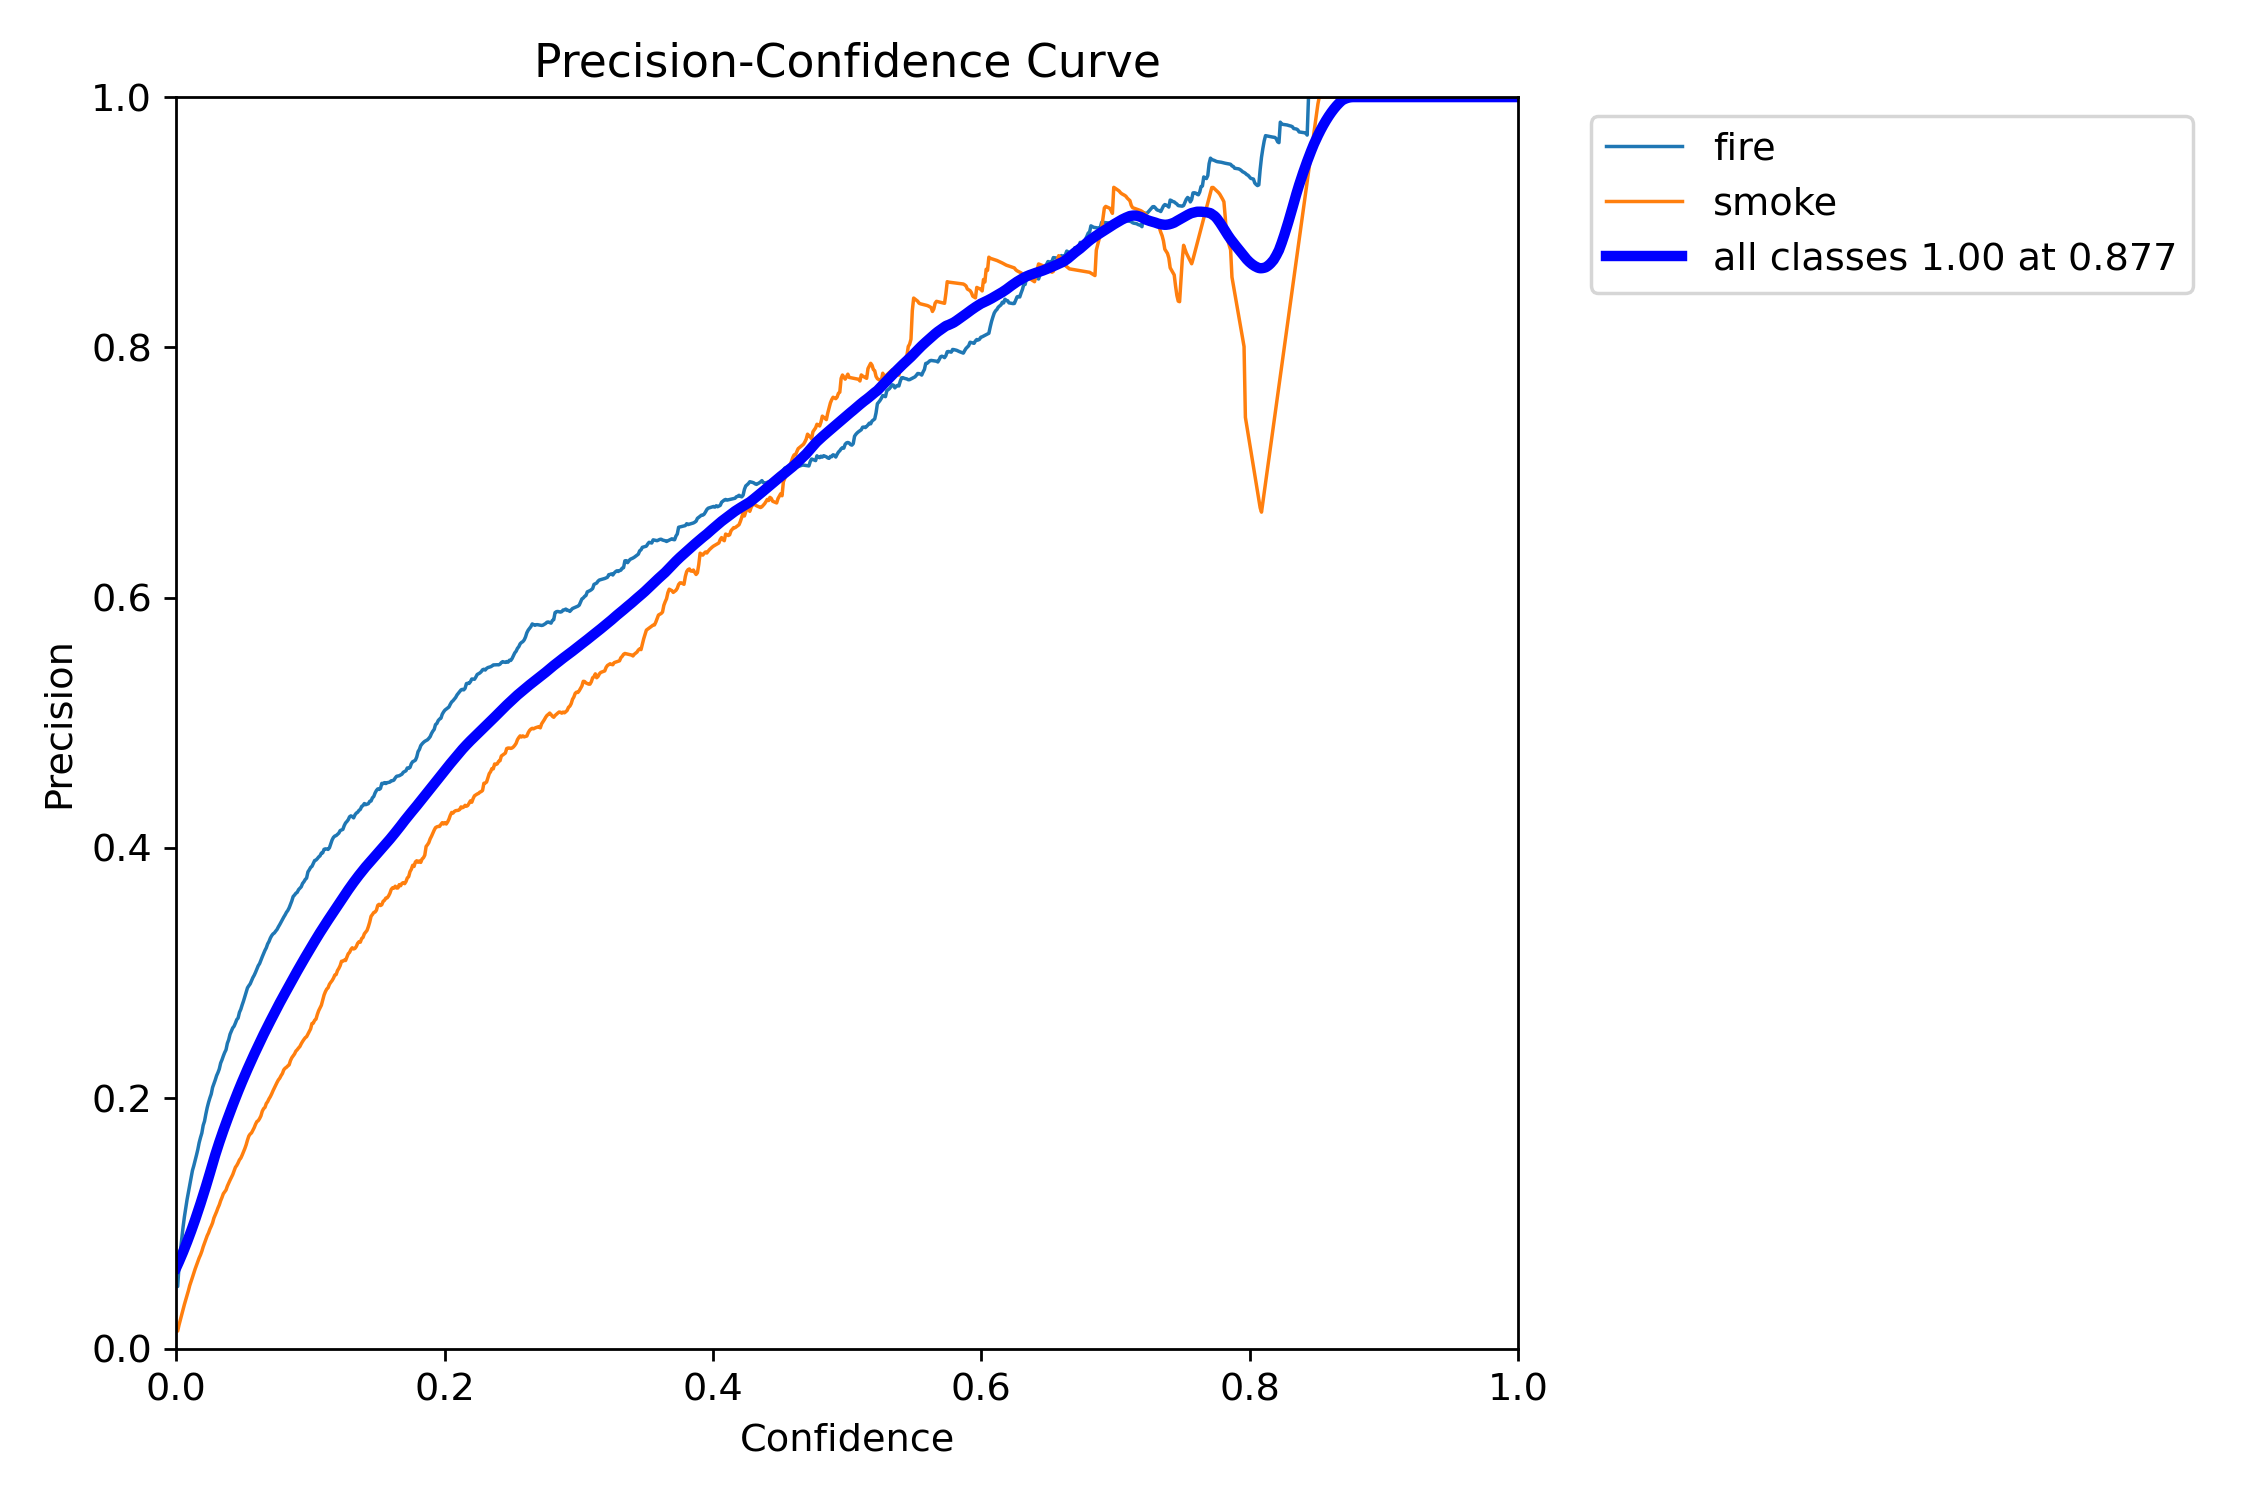 Precision-Confidence Curve
1.0
0.8
0.6
0.4
0.2
0.0
Precision
0.0 0.2 0.4 0.6 0.8 1.0
Confidence
fire
smoke
all classes 1.00 at 0.877